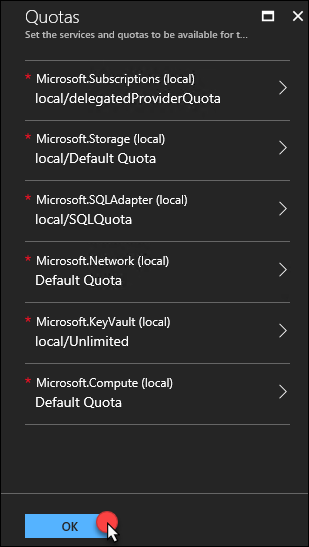 Quotas
Set the services and quotas to be available for t...
* Microsoft.Subscriptions (local)
local/delegatedProviderQuota
* Microsoft.Storage (local)
local/Default Quota
* Microsoft.SQLAdapter (local)
local/SQLQuota
* Microsoft.Network (local)
Default Quota
* Microsoft.KeyVault (local)
local/Unlimited
* Microsoft.Compute (local)
Default Quota
OK